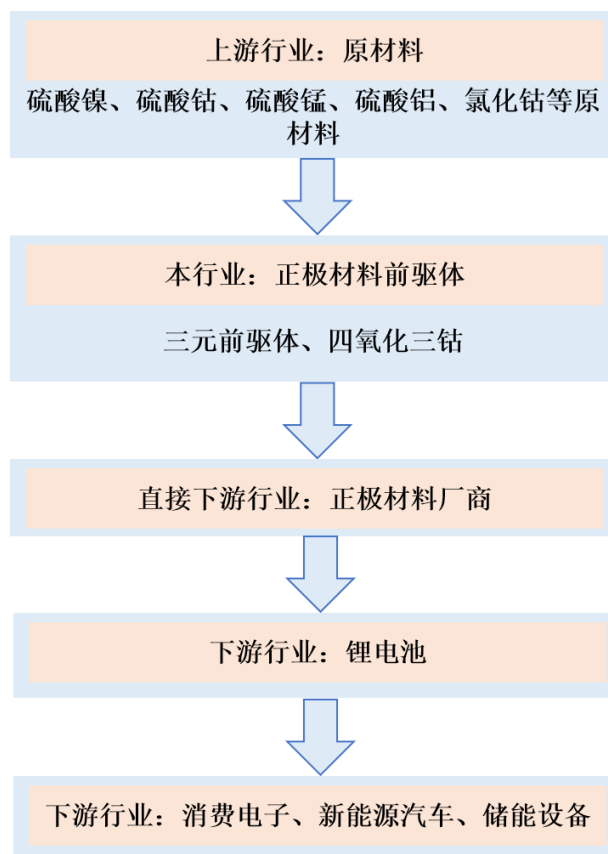 上游行业：原材料
硫酸镍、硫酸钴、硫酸锰、硫酸铝、氯化钴等原
材料
本行业：正极材料前驱体
三元前驱体、四氧化三钴
直接下游行业：正极材料厂商
下游行业：锂电池
下游行业：消费电子、新能源汽车、储能设备